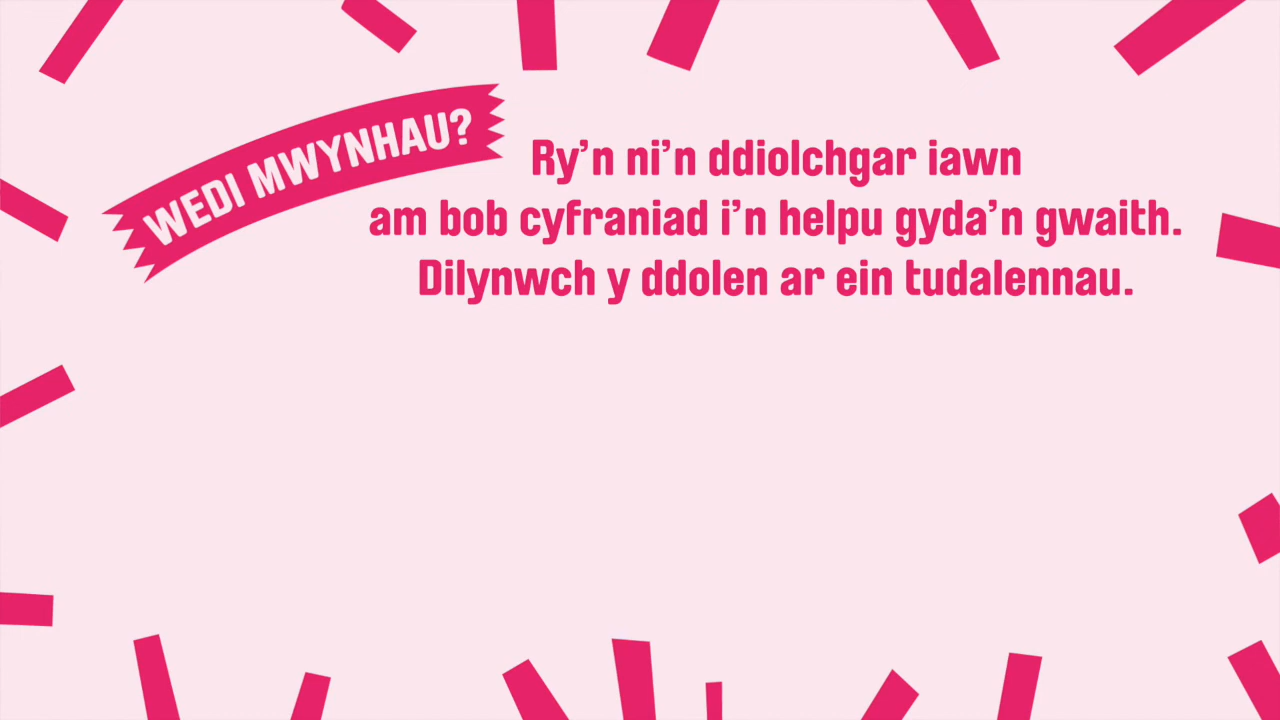 WEDI MWYNHAU?
Ry’n ni’n ddiolchgar iawn
am bob cyfraniad i’n helpu gyda’n gwaith.
Dilynwch y ddolen ar ein tudalennau.